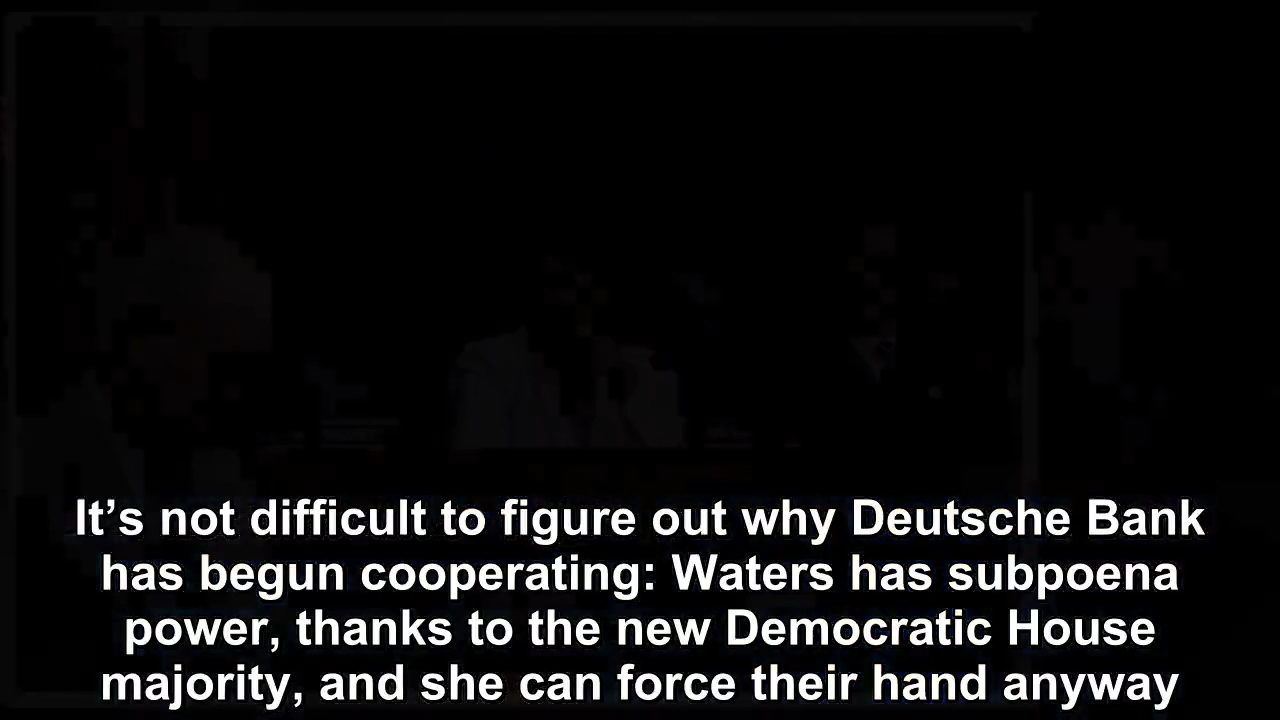 It’s not difficult to figure out why Deutsche Bank
has begun cooperating: Waters has subpoena
power, thanks to the new Democratic House
majority, and she can force their hand anyway